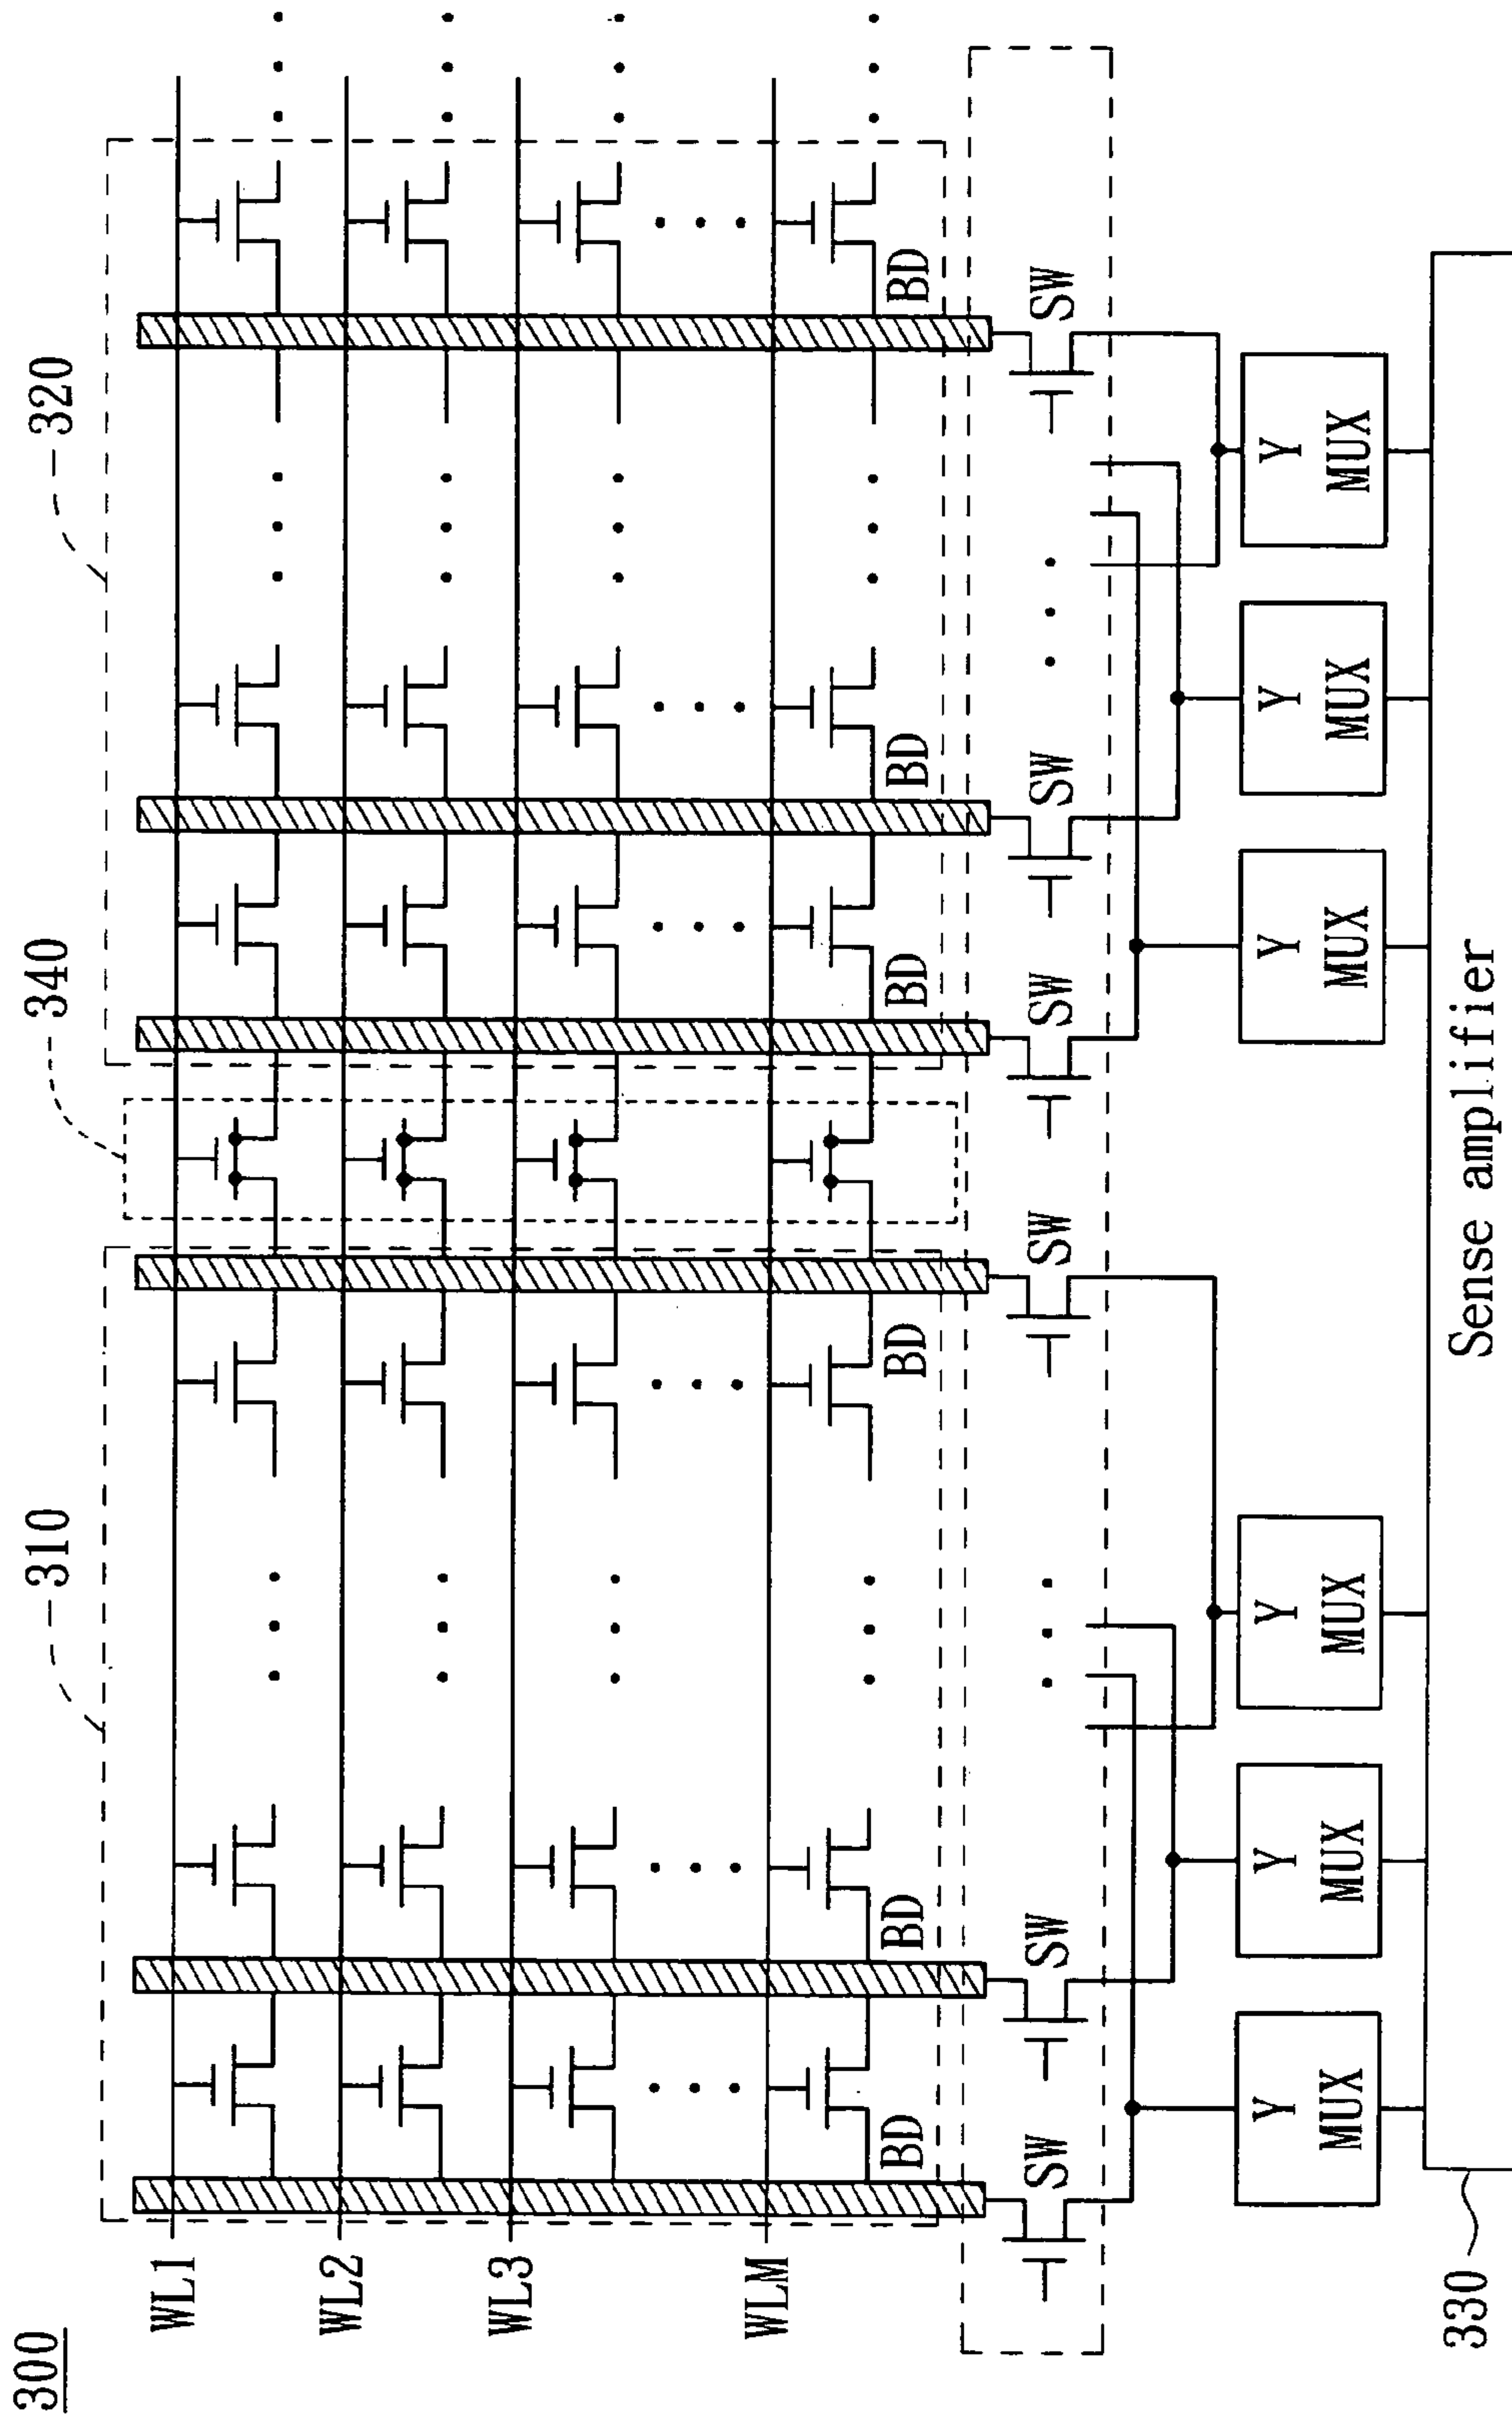 300
310
340
320
WL1
WL2
WL3
WLM
BD
BD
BD
BD
BD
BD
SW
SW
SW
SW
SW
SW
Y
MUX
Y
MUX
Y
MUX
Y
MUX
Y
MUX
Y
MUX
330
Sense amplifier